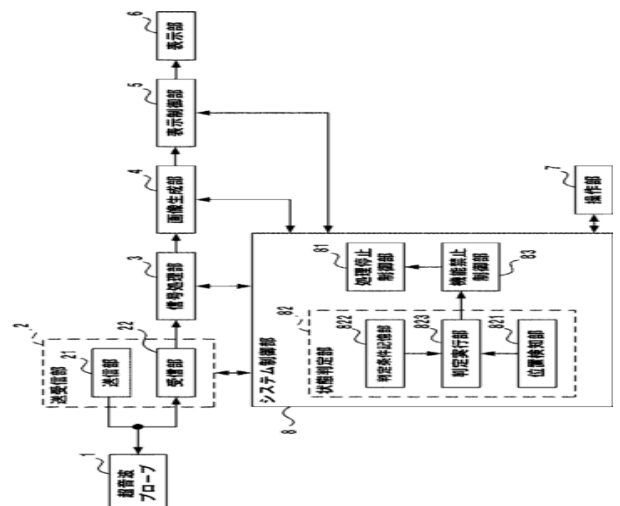 超音波
プローブ
1
送受信部
2
送信部
21
受信部
22
信号処理部
3
画像生成部
4
表示制御部
5
表示部
6
システム制御部
8
状態判定部
82
判定条件記憶部
822
判定実行部
823
位置検知部
821
処理停止
制御部
81
機能禁止
制御部
83
操作部
7